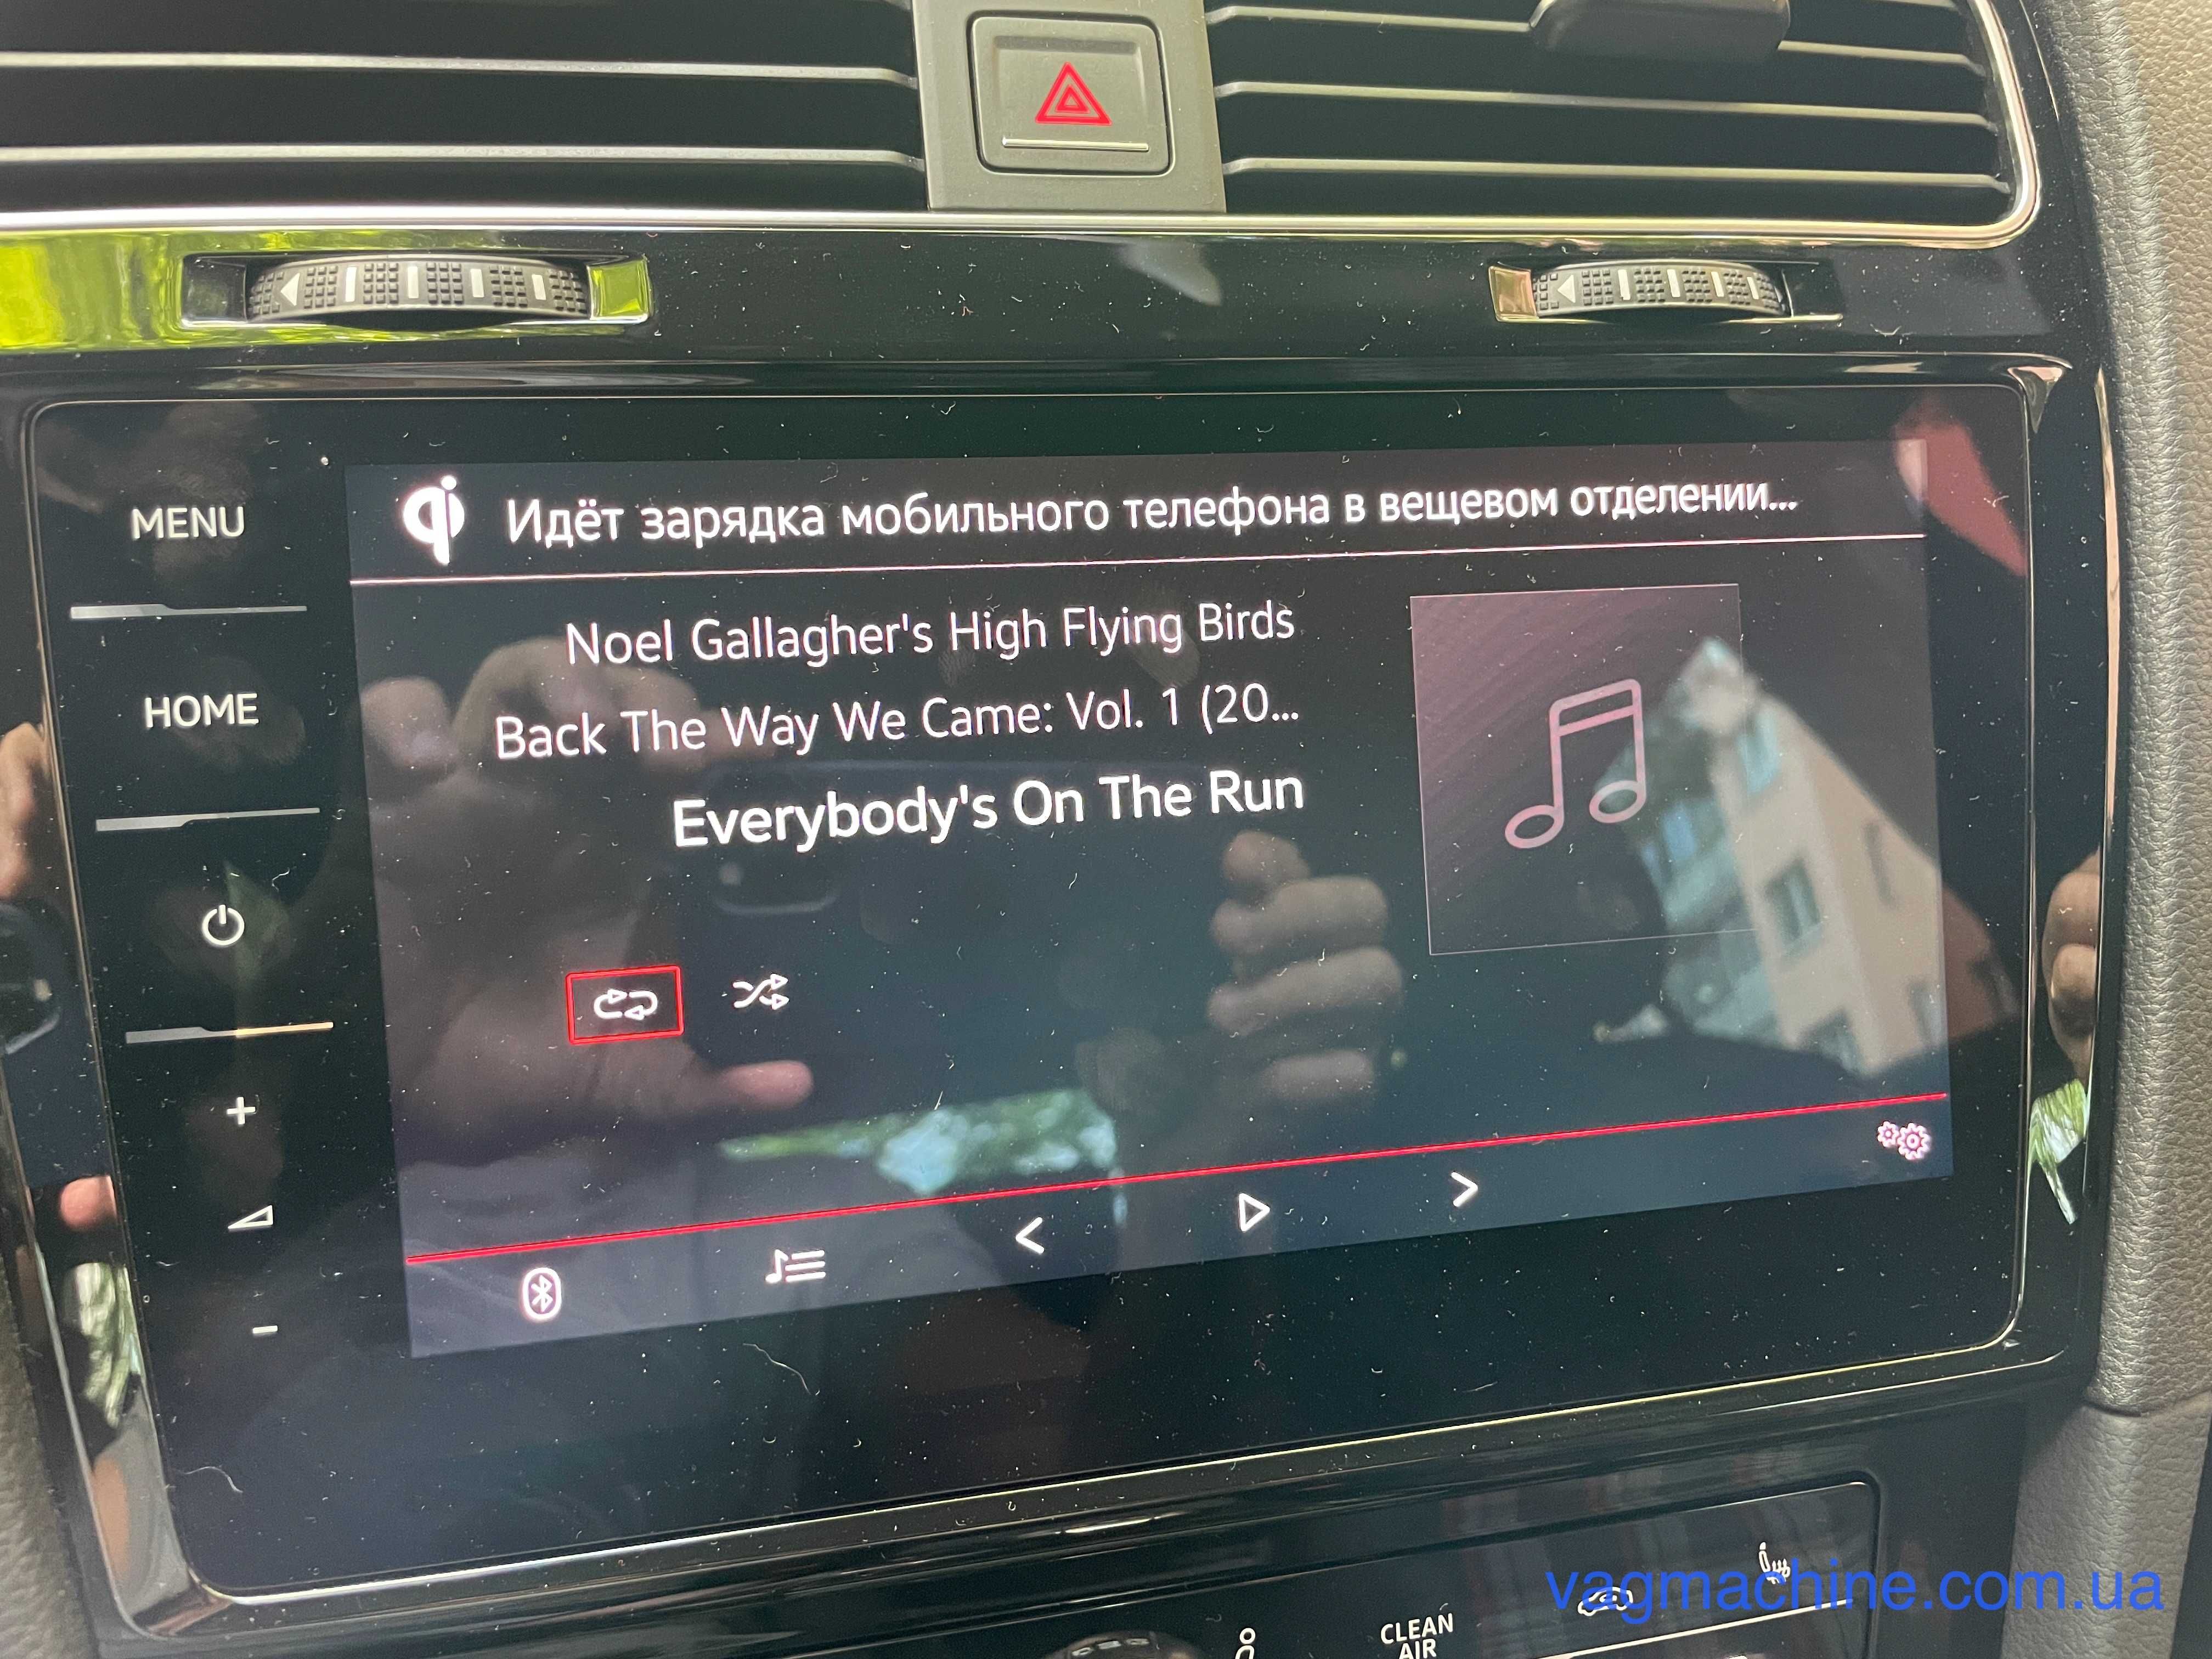 MENU
HOME
qi Идёт зарядка мобильного телефона в вещевом отделении...
Noel Gallagher's High Flying Birds
Back The Way We Came: Vol. 1 (20...
Everybody's On The Run
+
-
CLEAN
AIR
vagmachine.com.ua